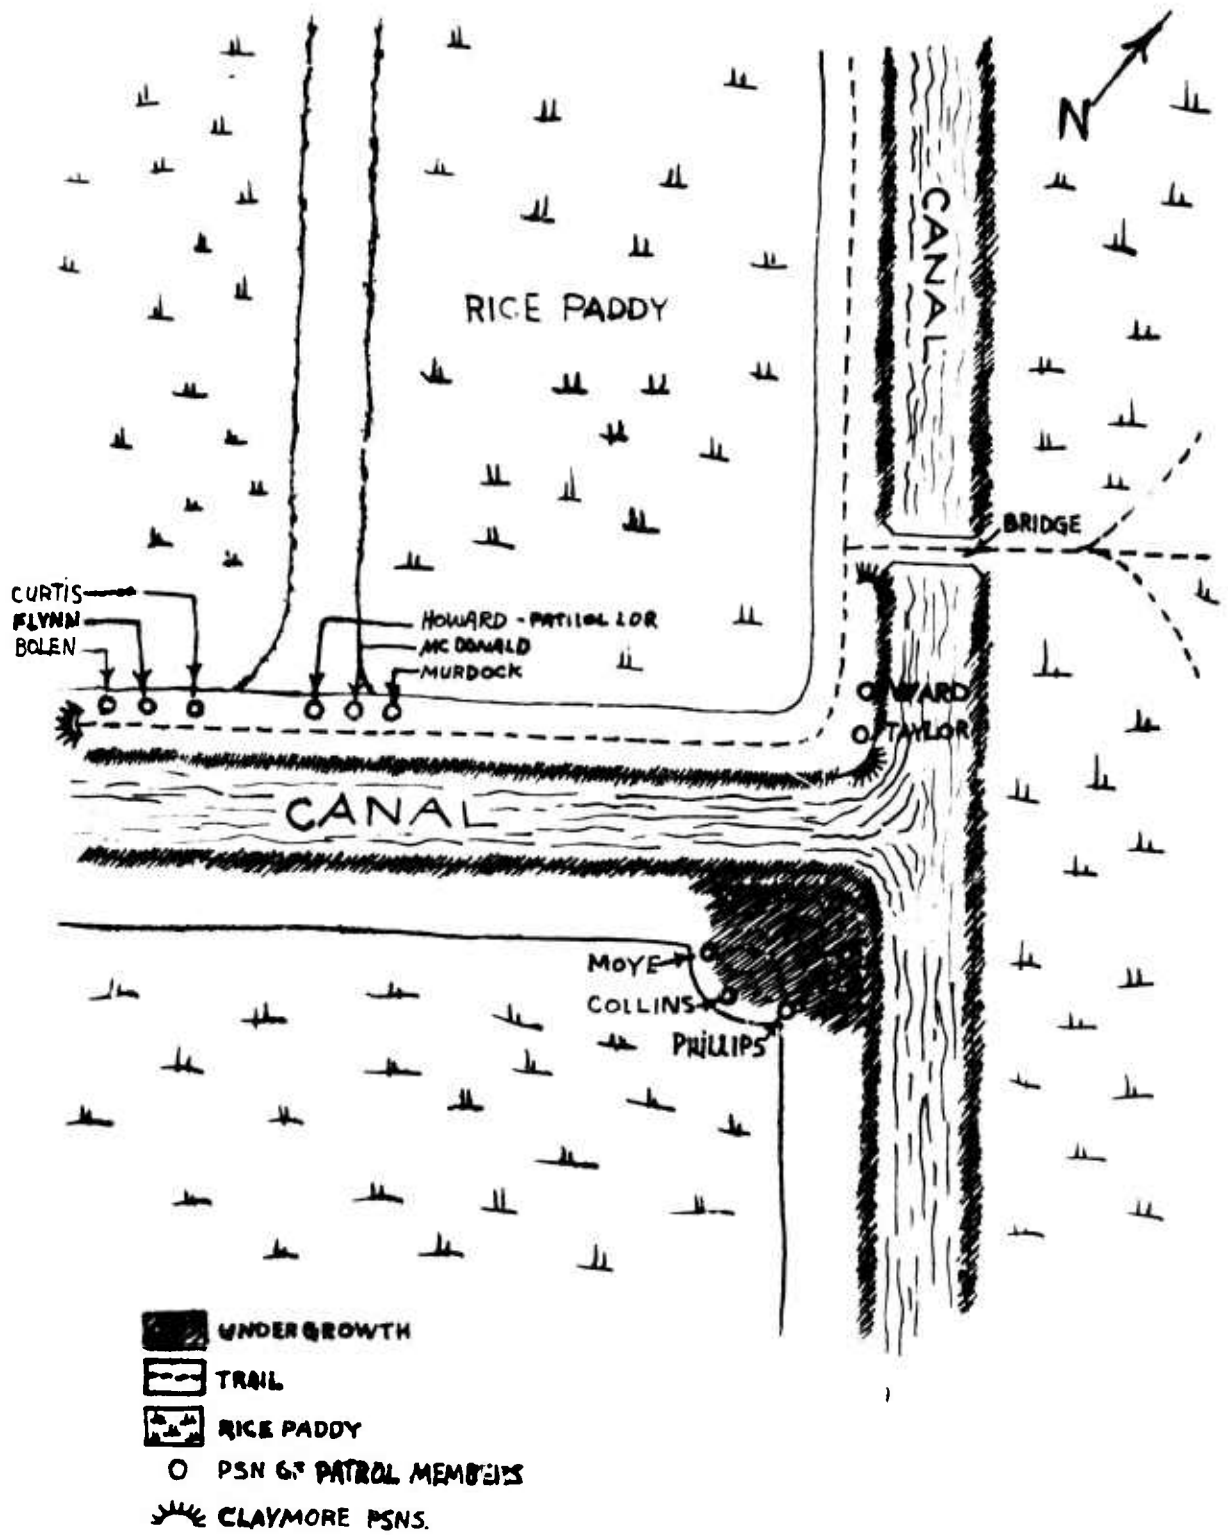 N
CANAL
RICE PADDY
BRIDGE
CURTIS
FLYNN
BOLEN
HOWARD - PATROL LDR
MC DONALD
MURDOCK
WARD
TAYLOR
CANAL
MOYE
COLLINS
PHILLIPS
UNDERGROWTH
TRAIL
RICE PADDY
PSN OF PATROL MEMBERS
CLAYMORE PSNS.